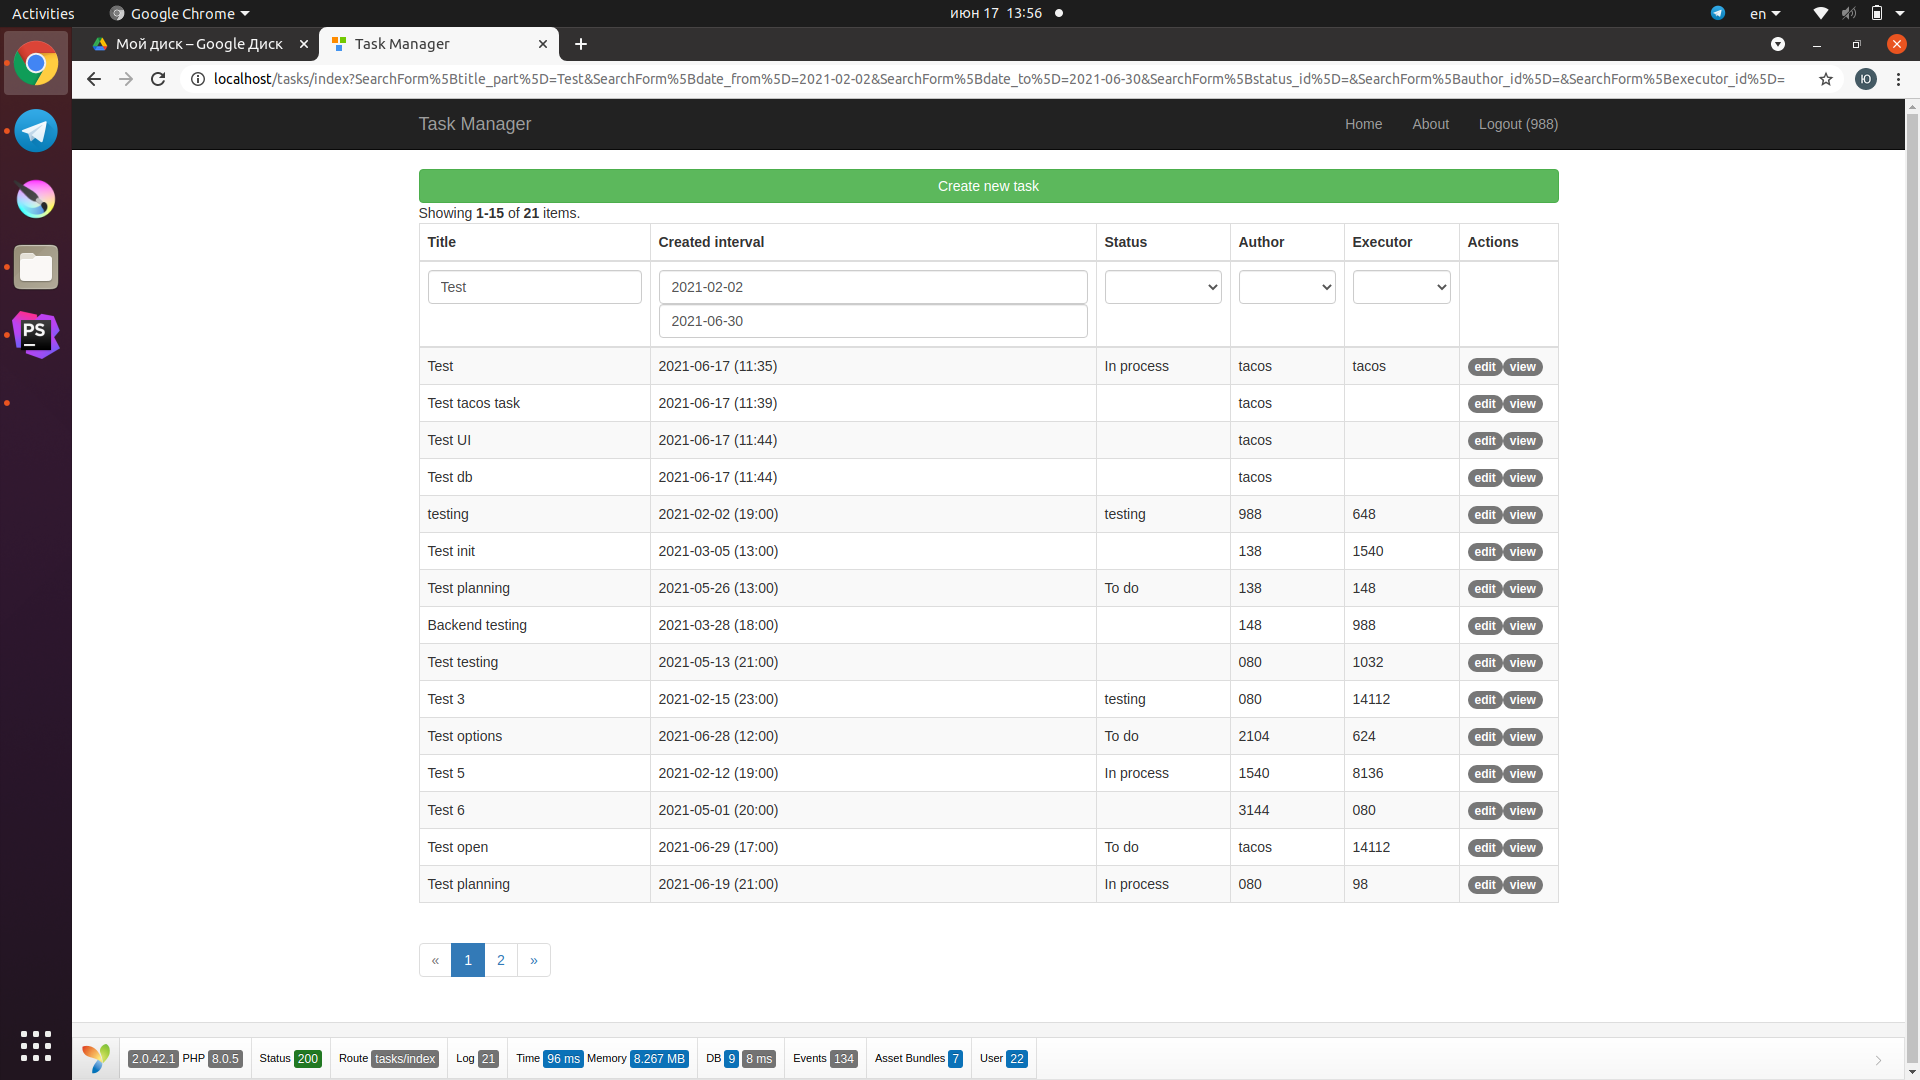 Activities Google Chrome июн 17 13:56 en
Мой диск – Google Диск Task Manager
localhost/tasks/index?SearchForm%5Btitle_part%5D=Test&SearchForm%5Bdate_from%5D=2021-02-02&SearchForm%5Bdate_to%5D=2021-06-30&SearchForm%5Bstatus_id%5D=&SearchForm%5Bauthor_id%5D=&SearchForm%5Bexecutor_id%5D= Ю
Task Manager Home About Logout (988)
Create new task
Showing 1-15 of 21 items.
Title Created interval Status Author Executor Actions
Test 2021-02-02
2021-06-30
PS
Test 2021-06-17 (11:35) In process tacos tacos edit view
Test tacos task 2021-06-17 (11:39) tacos edit view
Test UI 2021-06-17 (11:44) tacos edit view
Test db 2021-06-17 (11:44) tacos edit view
testing 2021-02-02 (19:00) testing 988 648 edit view
Test init 2021-03-05 (13:00) 138 1540 edit view
Test planning 2021-05-26 (13:00) To do 138 148 edit view
Backend testing 2021-03-28 (18:00) 148 988 edit view
Test testing 2021-05-13 (21:00) 080 1032 edit view
Test 3 2021-02-15 (23:00) testing 080 14112 edit view
Test options 2021-06-28 (12:00) To do 2104 624 edit view
Test 5 2021-02-12 (19:00) In process 1540 8136 edit view
Test 6 2021-05-01 (20:00) 3144 080 edit view
Test open 2021-06-29 (17:00) To do tacos 14112 edit view
Test planning 2021-06-19 (21:00) In process 080 98 edit view
« 1 2 »
2.0.42.1 PHP 8.0.5 Status 200 Route tasks/index Log 21 Time 96 ms Memory 8.267 MB DB 9 8 ms Events 134 Asset Bundles 7 User 22